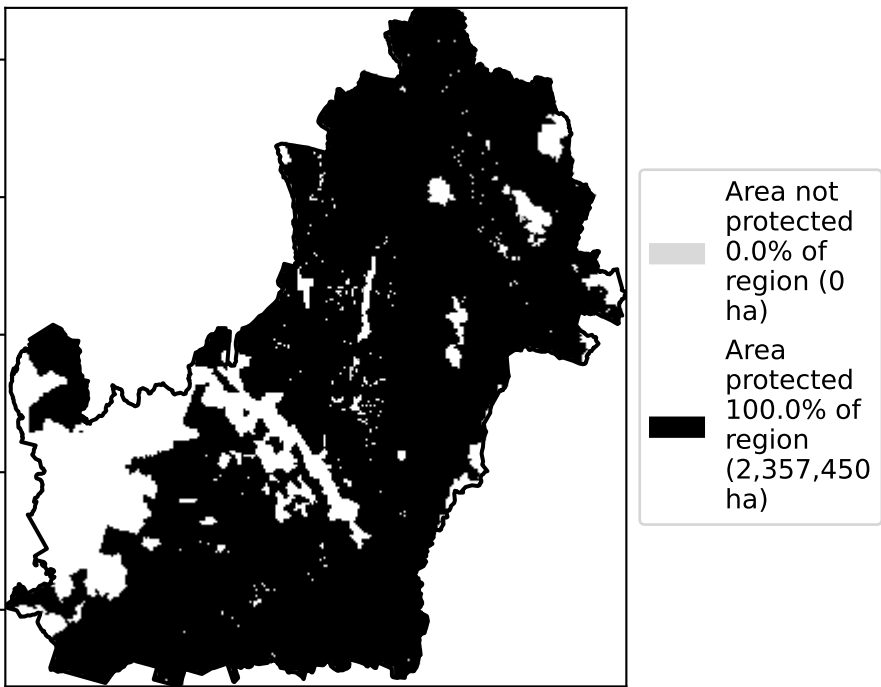 Area not
protected
0.0% of
region (0
ha)
Area
protected
100.0% of
region
(2,357,450
ha)